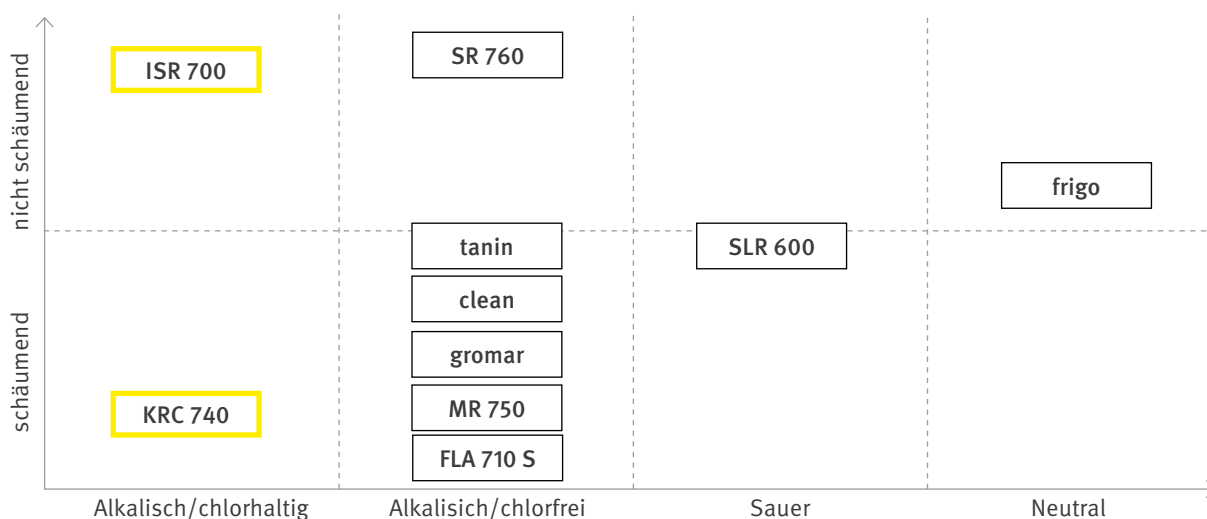 nicht schäumend
schäumend
ISR 700
SR 760
frigo
tanin
SLR 600
clean
gromar
KRC 740
MR 750
FLA 710 S
Alkalisch/chlorhaltig
Alkalisich/chlorfrei
Sauer
Neutral